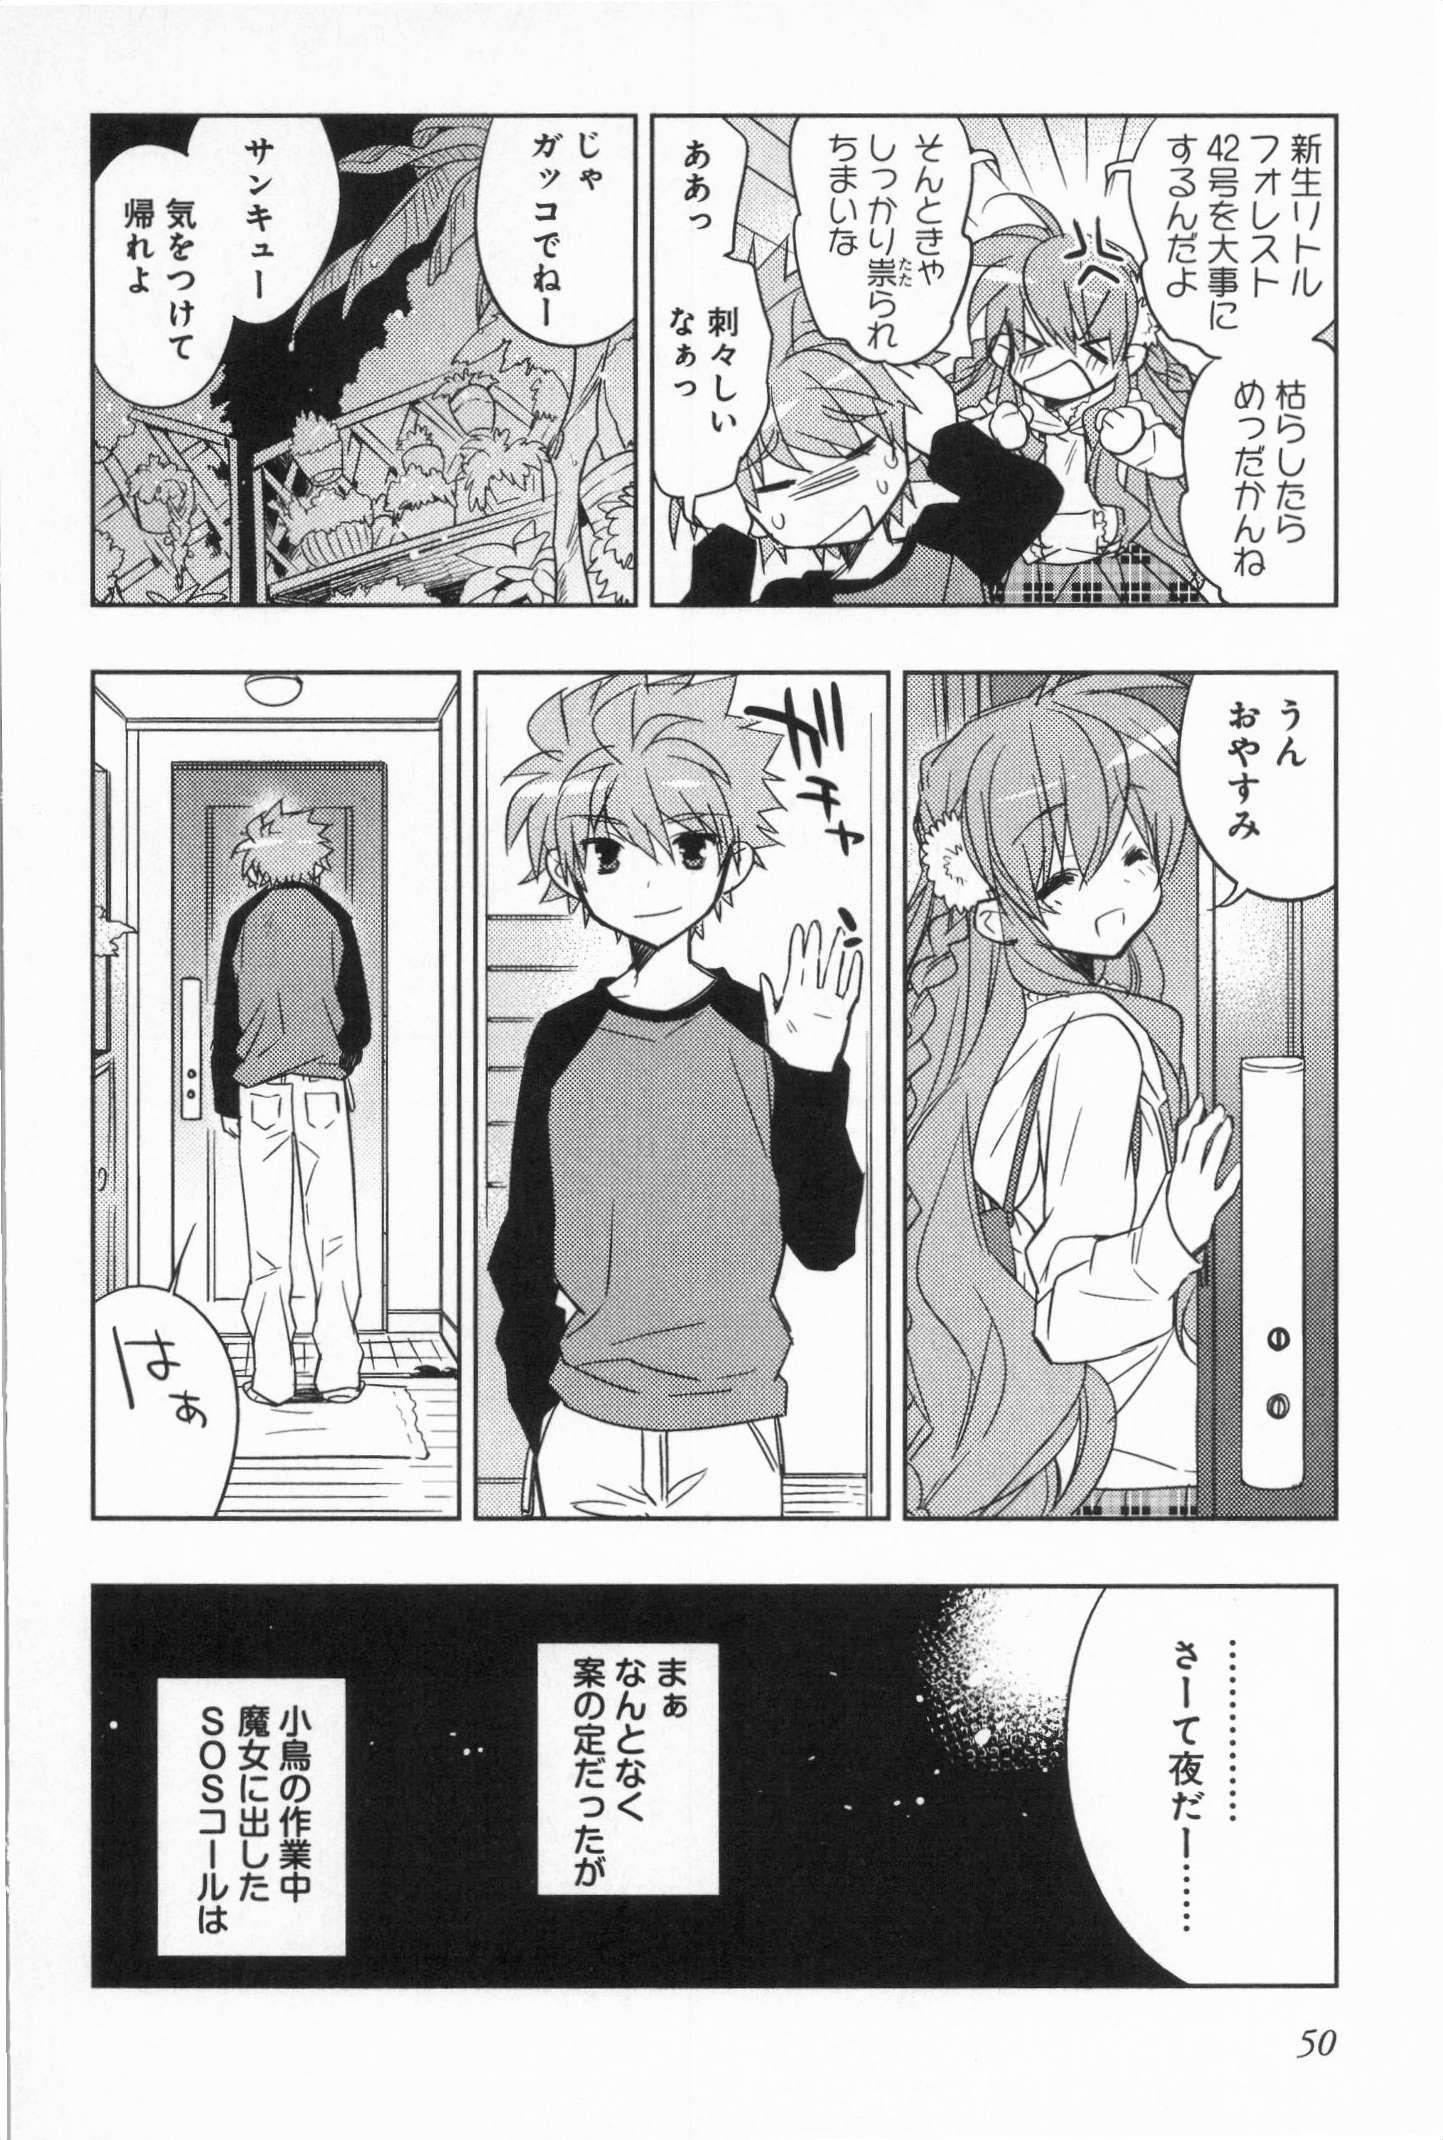 新生リトル
フォレスト
42号を大事に
するんだよ
枯らしたら
めっだかんね
そんときゃ
しっかり祟られ
たた
ちまいな
ああっ
刺々しい
なぁっ
じゃ
ガッコでねー
サンキュー
気をつけて
帰れよ
うん
おやすみ
ガチャン
はぁ
…………
さーて夜だー……
まぁ
なんとなく
案の定だったが
小鳥の作業中
魔女に出した
SOSコールは
50